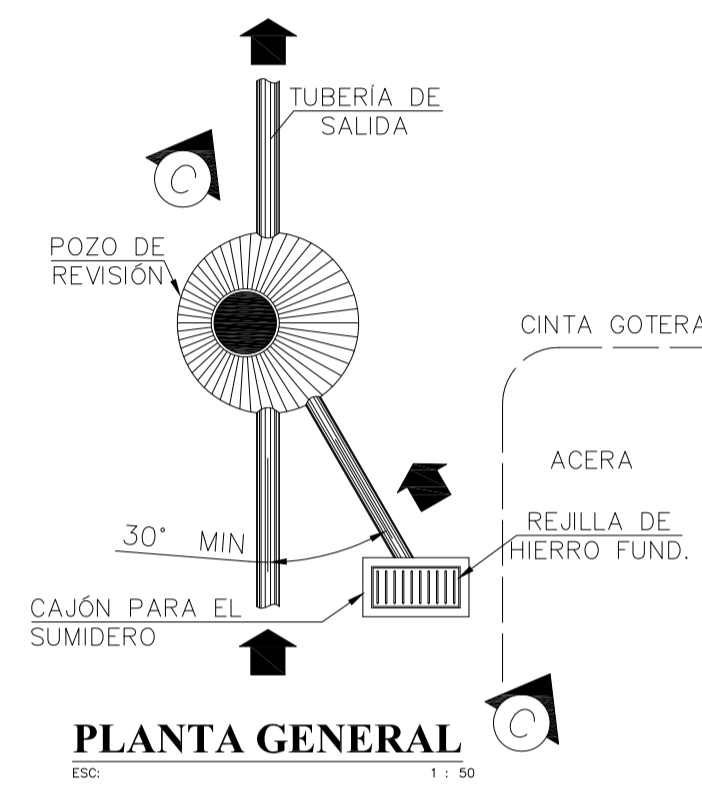 TUBERÍA DE
SALIDA
C
POZO DE
REVISIÓN
CINTA GOTERA
ACERA
REJILLA DE
HIERRO FUND.
30° MIN
CAJÓN PARA EL
SUMIDERO
C
PLANTA GENERAL
ESC: 1 : 50